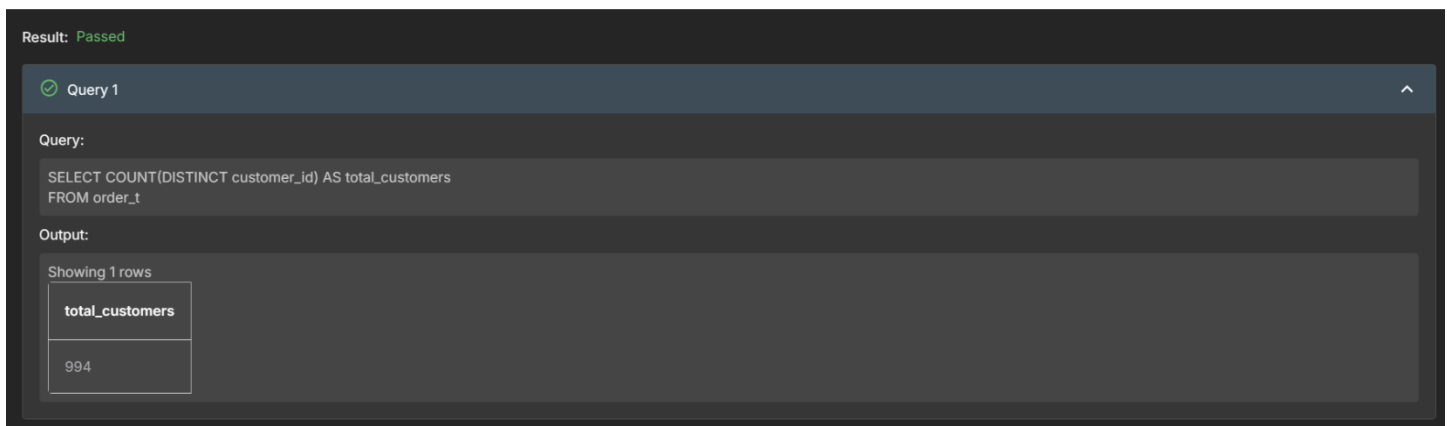 Result: Passed
Query 1
Query:
SELECT COUNT(DISTINCT customer_id) AS total_customers
FROM order_t
Output:
Showing 1 rows
total_customers
994